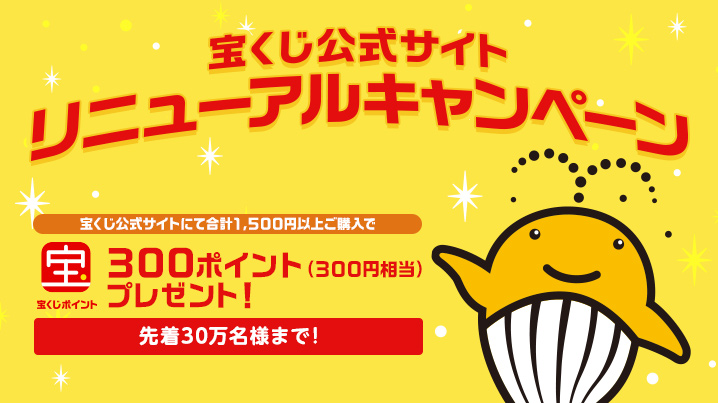 宝くじ公式サイト
リニューアルキャンペーン
宝くじ公式サイトにて合計1,500円以上ご購入で
宝
宝くじポイント
300ポイント(300円相当)
プレゼント!
先着30万名様まで!